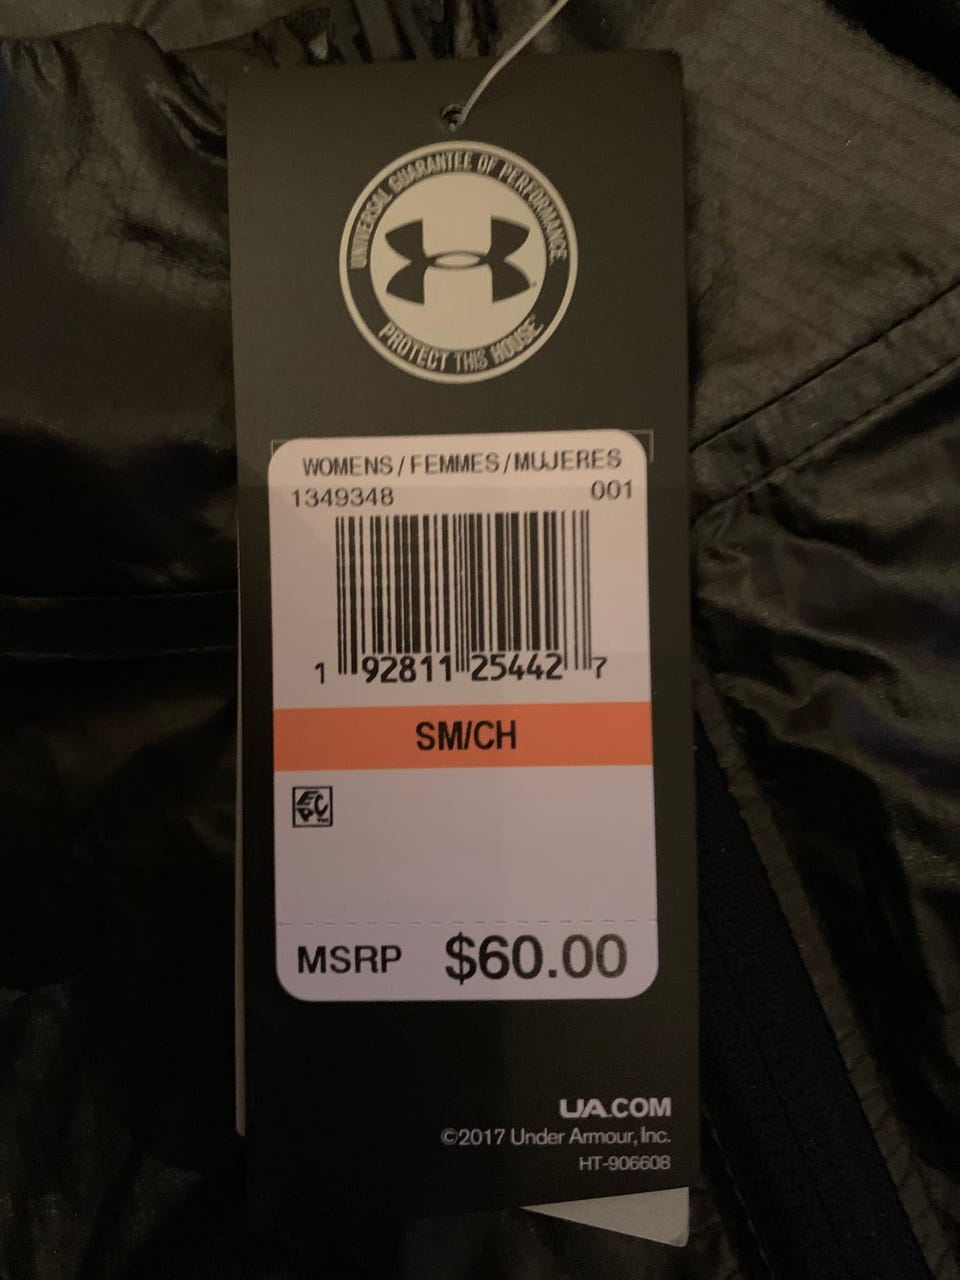 UNIVERSAL GUARANTEE OF PERFORMANCE.
PROTECT THIS HOUSE.
WOMENS / FEMMES / MUJERES
1349348 001
1 92811 25442 7
SM/CH
EPC
MSRP $60.00
UA.COM
©2017 Under Armour, Inc.
HT-906608